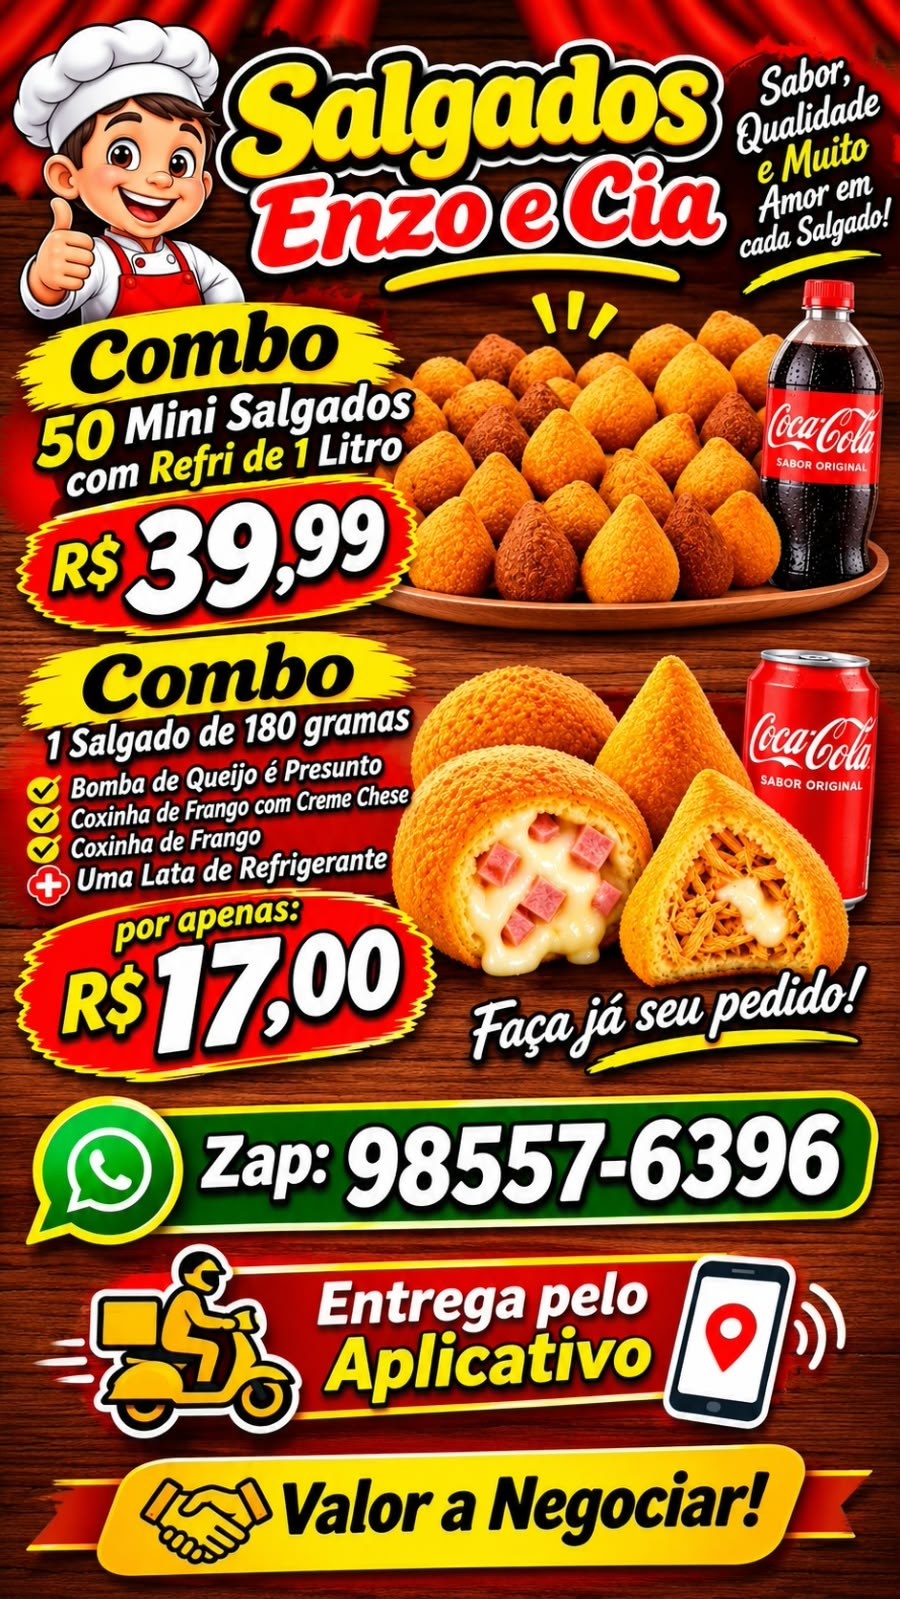 Salgados
Enzo e Cia
Sabor,
Qualidade
e Muito
Amor em
cada Salgado!
Combo
50 Mini Salgados
com Refri de 1 Litro
R$ 39,99
Coca-Cola
SABOR ORIGINAL
Combo
1 Salgado de 180 gramas
Bomba de Queijo é Presunto
Coxinha de Frango com Creme Chese
Coxinha de Frango
Uma Lata de Refrigerante
Coca-Cola
SABOR ORIGINAL
por apenas:
R$ 17,00
Faça já seu pedido!
Zap: 98557-6396
Entrega pelo
Aplicativo
Valor a Negociar!